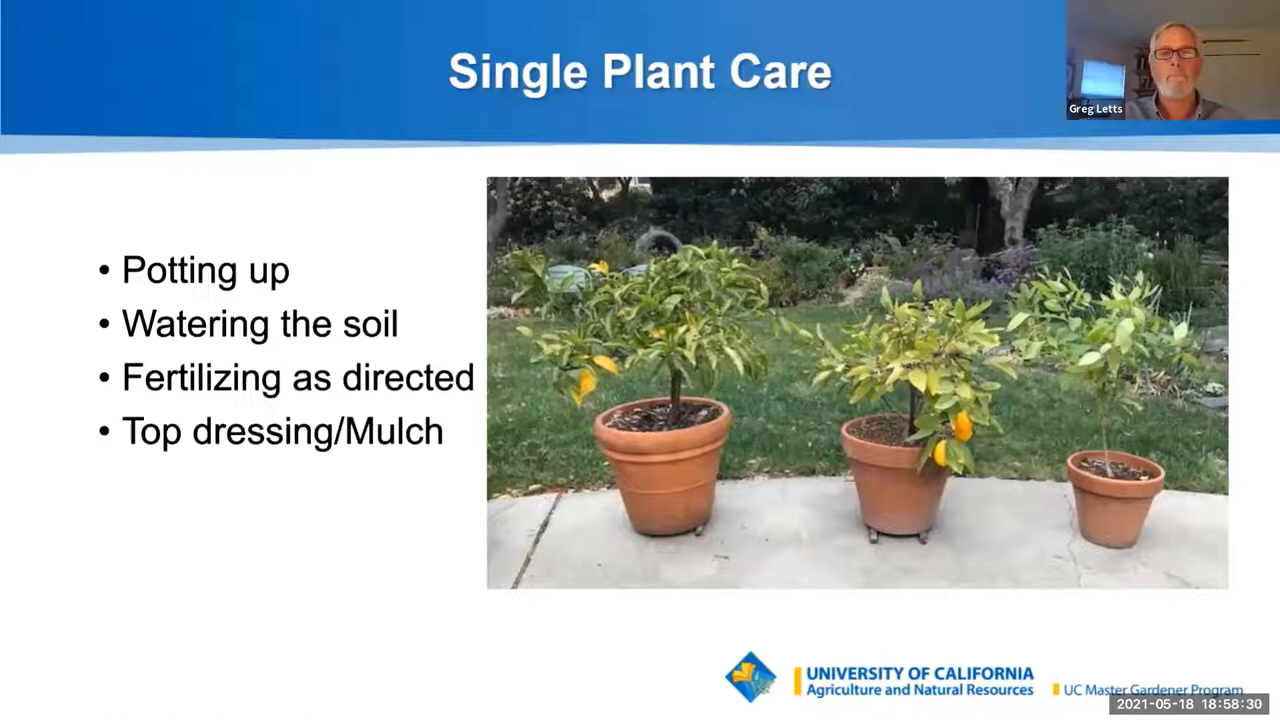 Single Plant Care
Greg Letts
• Potting up
• Watering the soil
• Fertilizing as directed
• Top dressing/Mulch
UNIVERSITY OF CALIFORNIA
Agriculture and Natural Resources
UC Master Gardener Program
2021-05-18 18:58:30